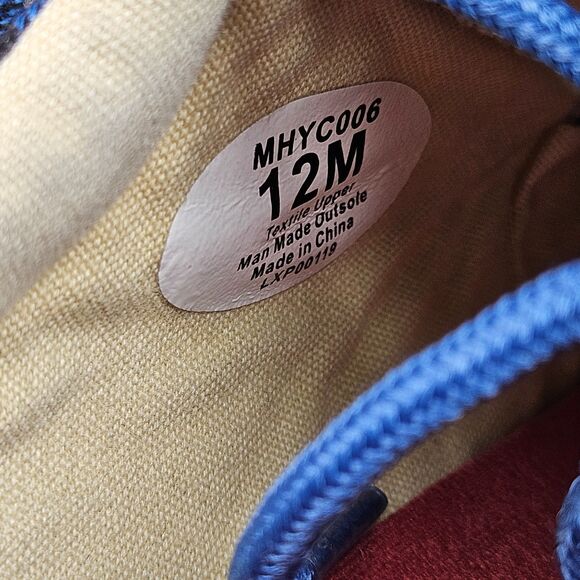 MHYC006
12M
Textile Upper
Man Made Outsole
Made in China
LXP00119